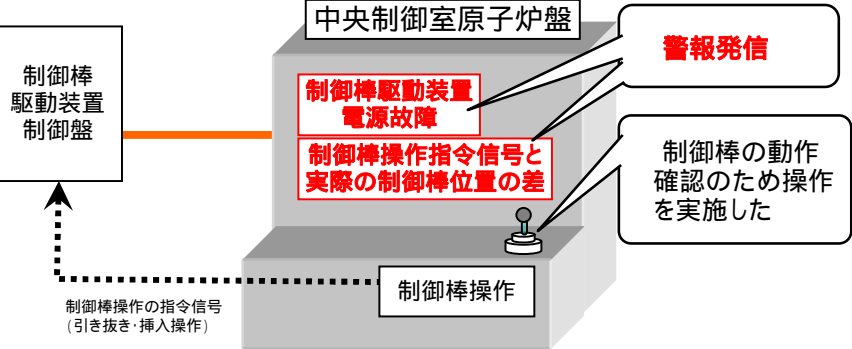 中央制御室原子炉盤
制御棒
駆動装置
制御盤
警報発信
制御棒駆動装置
電源故障
制御棒操作指令信号と
実際の制御棒位置の差
制御棒の動作
確認のため操作
を実施した
制御棒操作
制御棒操作の指令信号
(引き抜き・挿入操作)